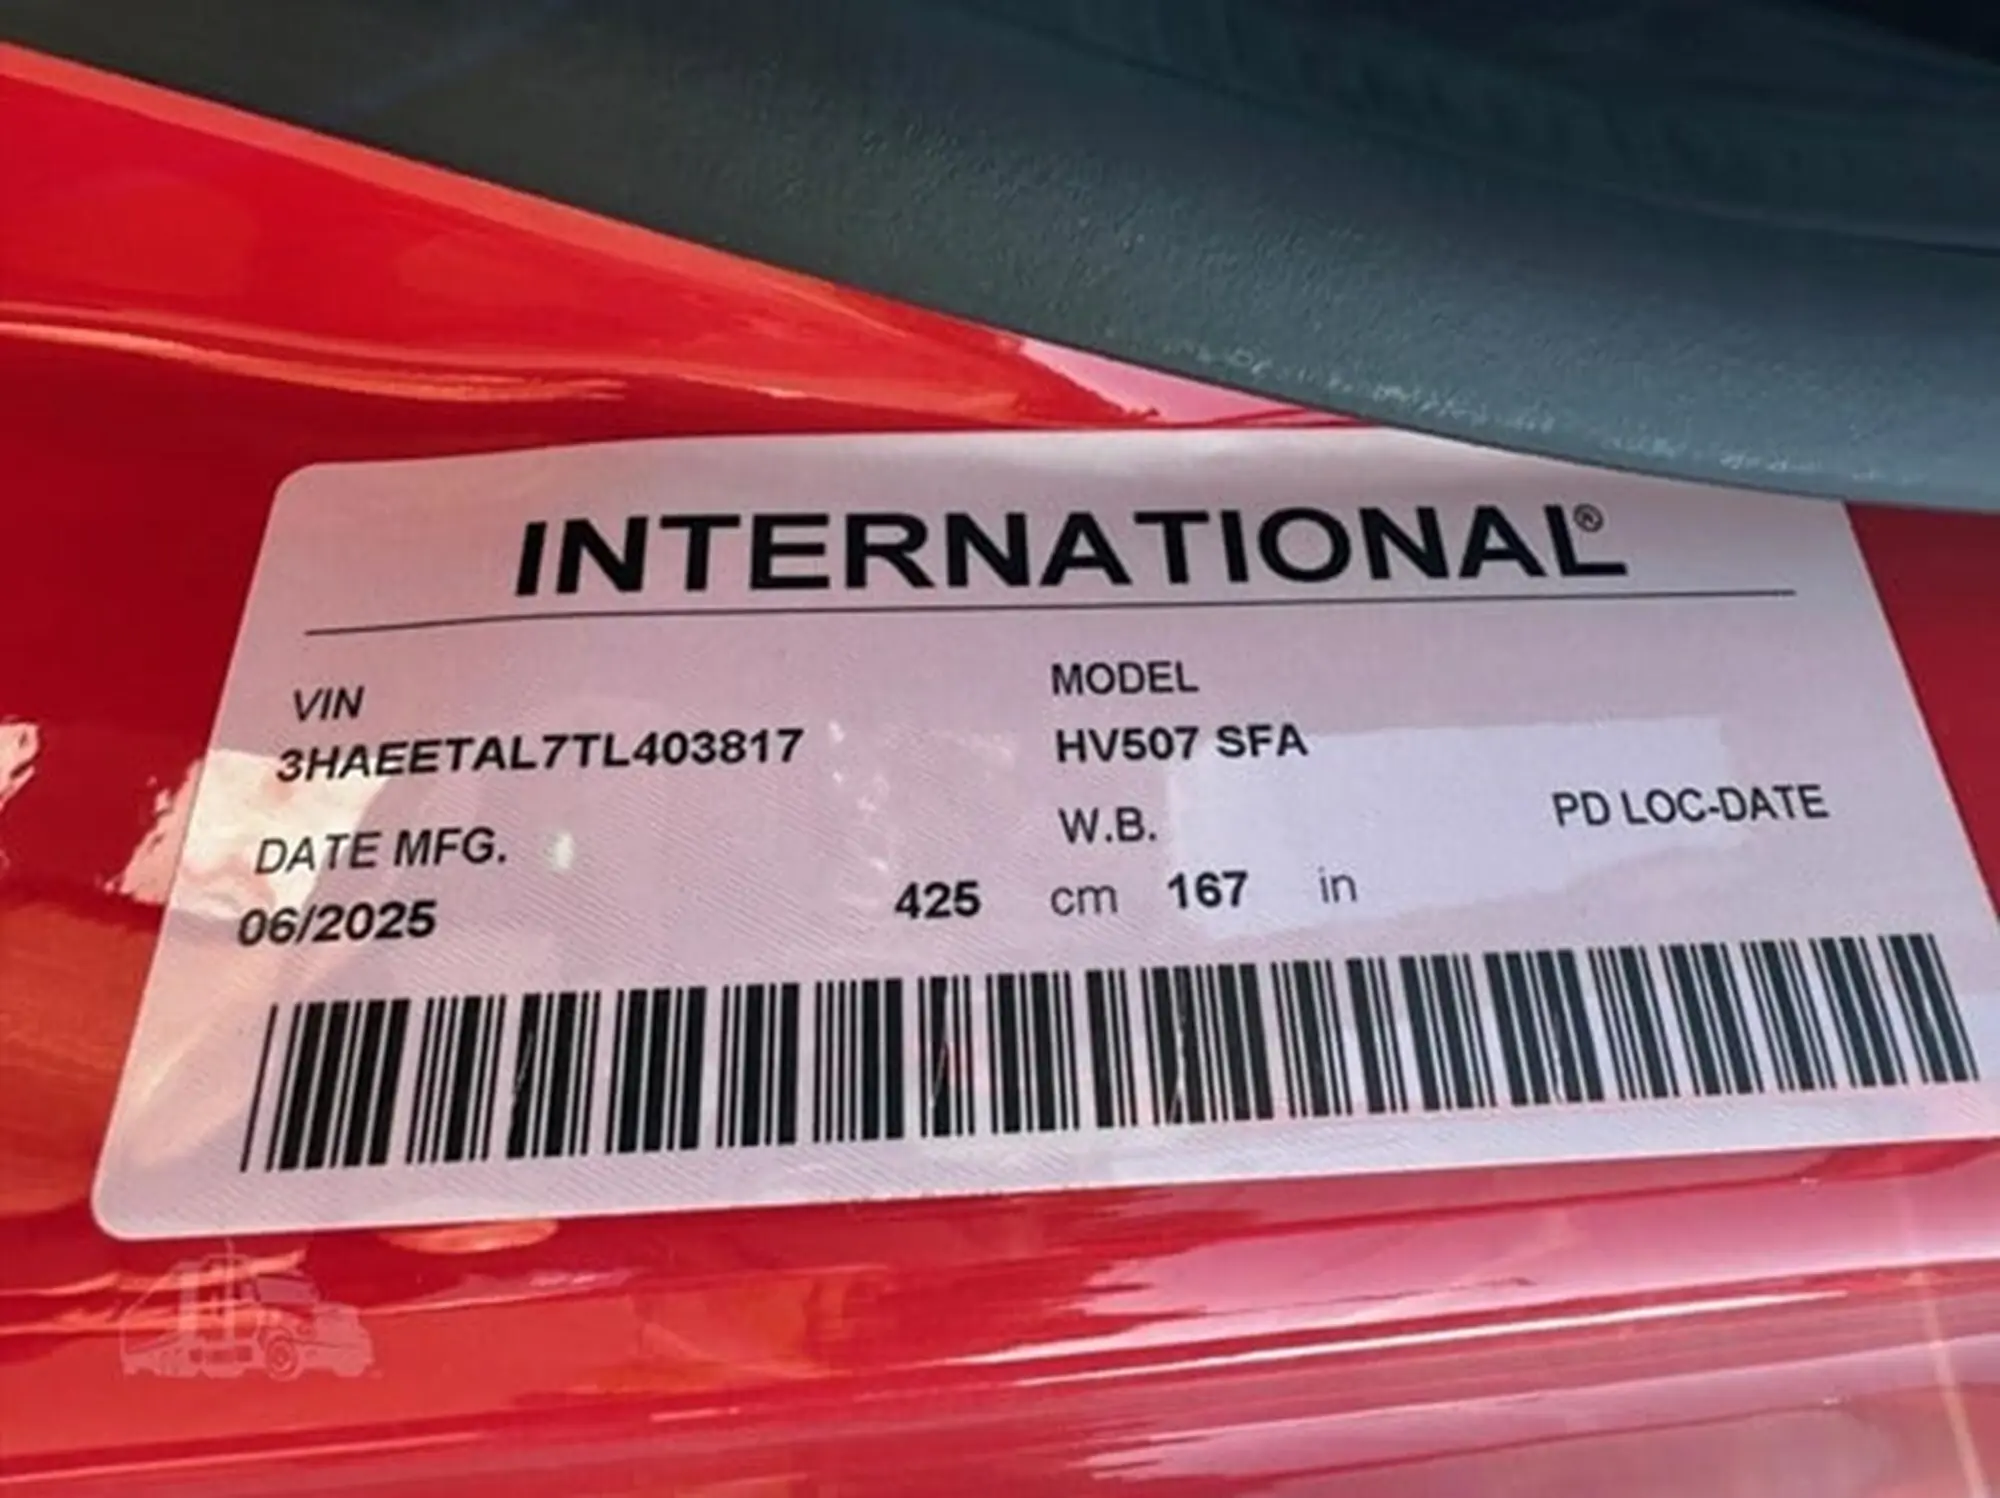 INTERNATIONAL®
VIN
MODEL
3HAEETAL7TL403817
HV507 SFA
DATE MFG.
W.B.
PD LOC-DATE
06/2025
425 cm 167 in